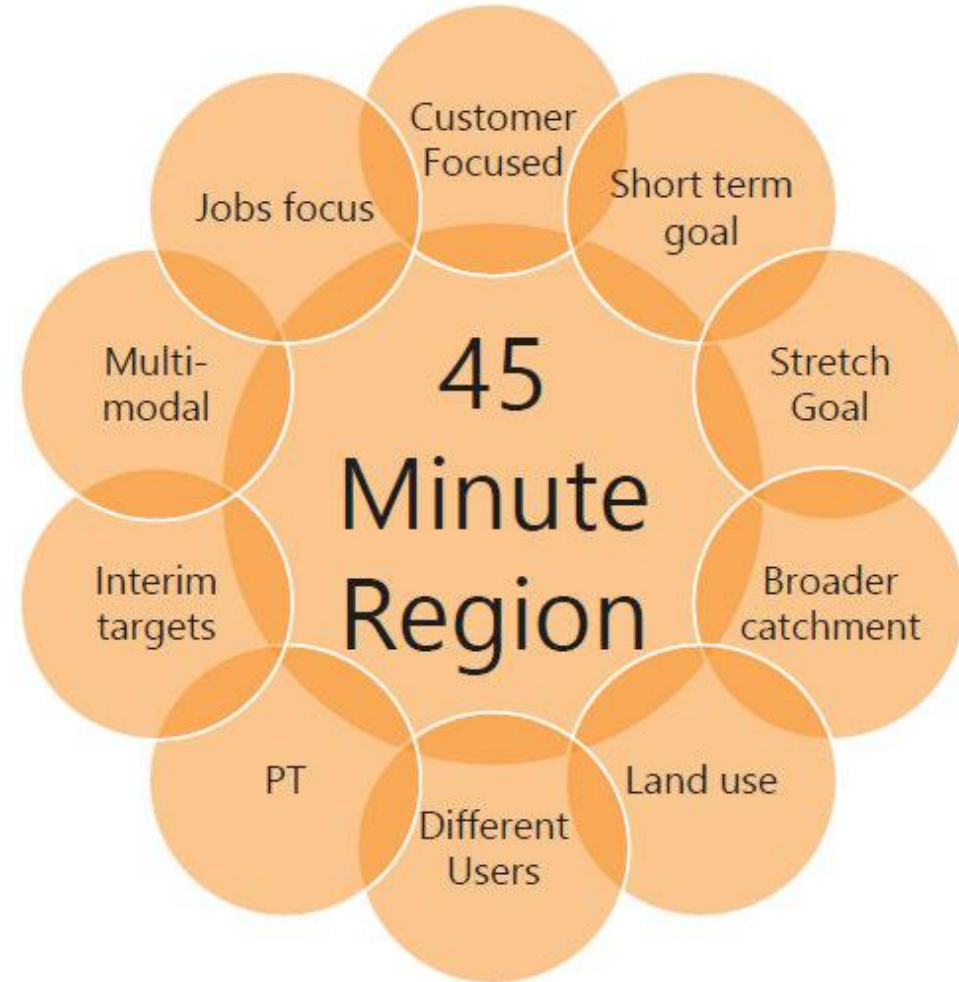 Customer
Focused
Short term
goal
Stretch
Goal
Broader
catchment
Land use
Different
Users
PT
Interim
targets
Multi-
modal
Jobs focus
45
Minute
Region